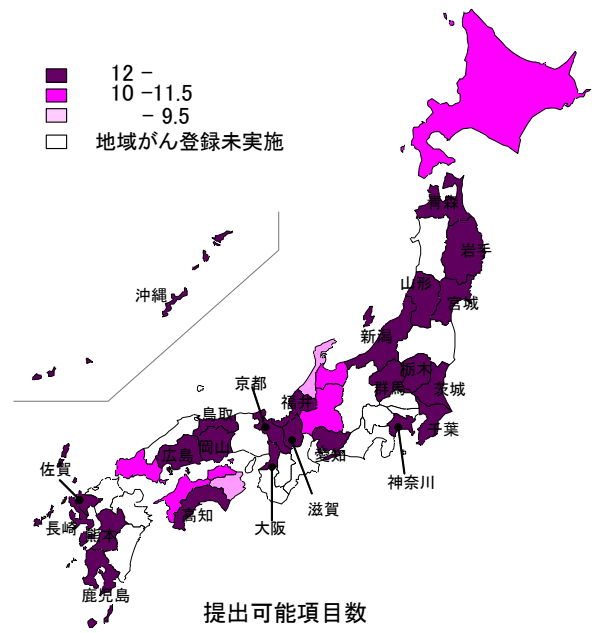 12 -
10 -11.5
- 9.5
地域がん登録未実施
青森
岩手
山形
宮城
沖縄
新潟
栃木
群馬
茨城
京都
福井
千葉
鳥取
広島
岡山
愛知
佐賀
神奈川
滋賀
高知
大阪
長崎
熊本
鹿児島
提出可能項目数